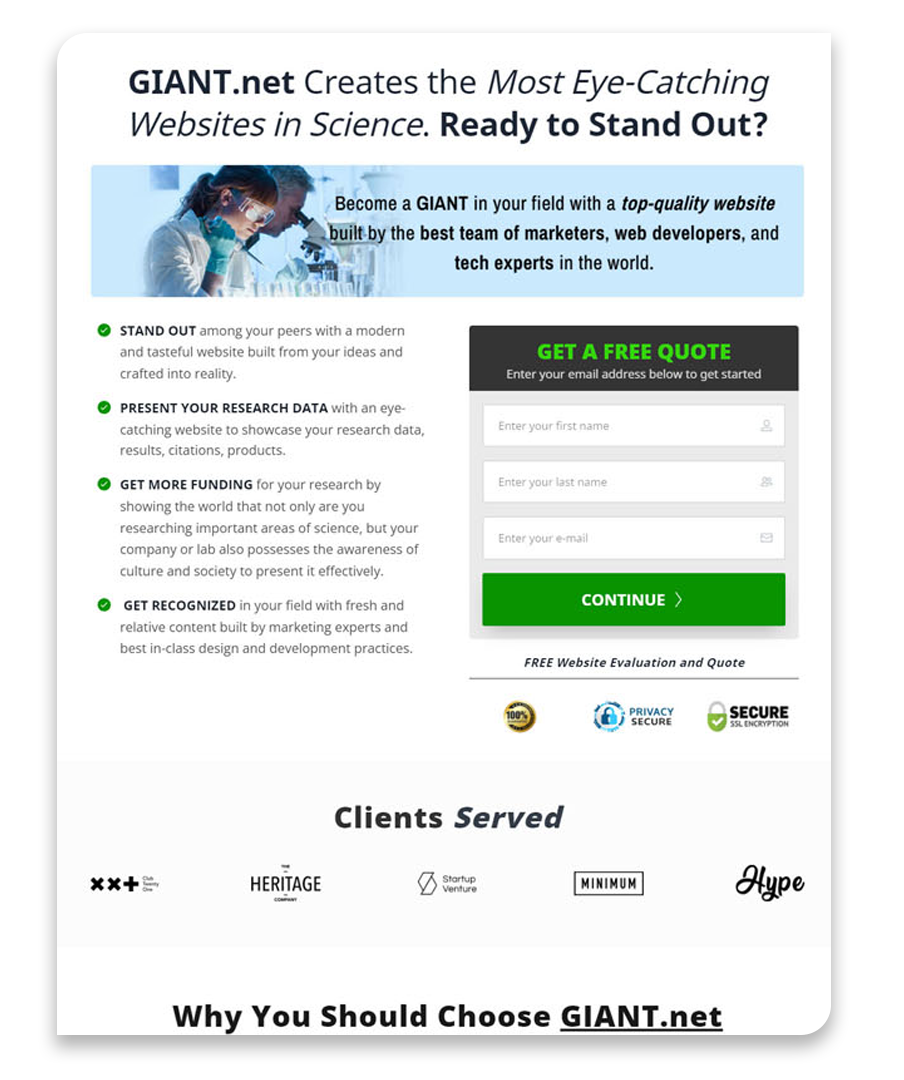 GIANT.net Creates the Most Eye-Catching
Websites in Science. Ready to Stand Out?
Become a GIANT in your field with a top-quality website
built by the best team of marketers, web developers, and
tech experts in the world.
STAND OUT among your peers with a modern
and tasteful website built from your ideas and
crafted into reality.
PRESENT YOUR RESEARCH DATA with an eye-
catching website to showcase your research data,
results, citations, products.
GET MORE FUNDING for your research by
showing the world that not only are you
researching important areas of science, but your
company or lab also possesses the awareness of
culture and society to present it effectively.
GET RECOGNIZED in your field with fresh and
relative content built by marketing experts and
best in-class design and development practices.
GET A FREE QUOTE
Enter your email address below to get started
Enter your first name
Enter your last name
Enter your e-mail
CONTINUE
FREE Website Evaluation and Quote
100%
PRIVACY
SECURE
SECURE
SSL ENCRYPTION
Clients Served
Club
Twenty
One
THE
HERITAGE
COMPANY
Startup
Venture
MINIMUM
Hype
Why You Should Choose GIANT.net